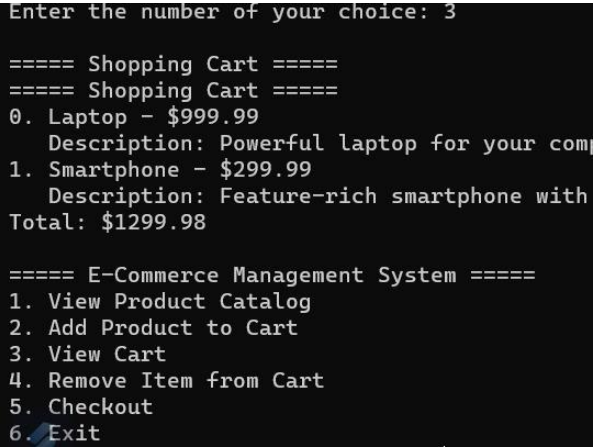 Enter the number of your choice: 3
===== Shopping Cart =====
===== Shopping Cart =====
0. Laptop - $999.99
Description: Powerful laptop for your
1. Smartphone - $299.99
Description: Feature-rich smartphone with
Total: $1299.98
===== E-Commerce Management System =====
1. View Product Catalog
2. Add Product to Cart
3. View Cart
4. Remove Item from Cart
5. Checkout
6. Exit